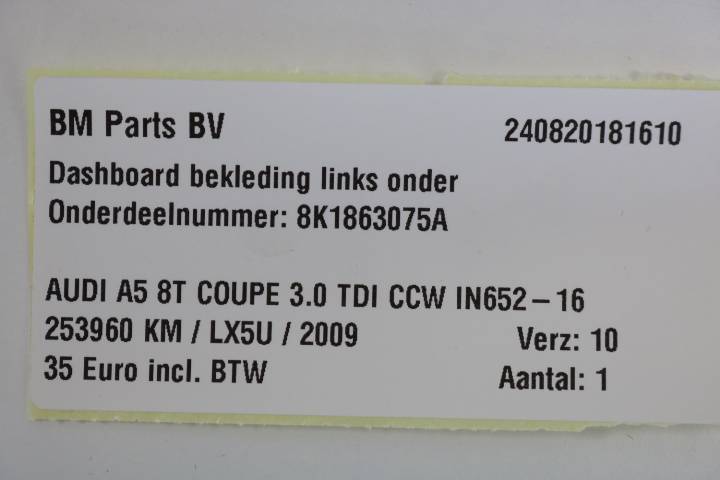 BM Parts BV 240820181610
Dashboard bekleding links onder
Onderdeelnummer: 8K1863075A
AUDI A5 8T COUPE 3.0 TDI CCW IN652-16
253960 KM / LX5U / 2009 Verz: 10
35 Euro incl. BTW Aantal: 1